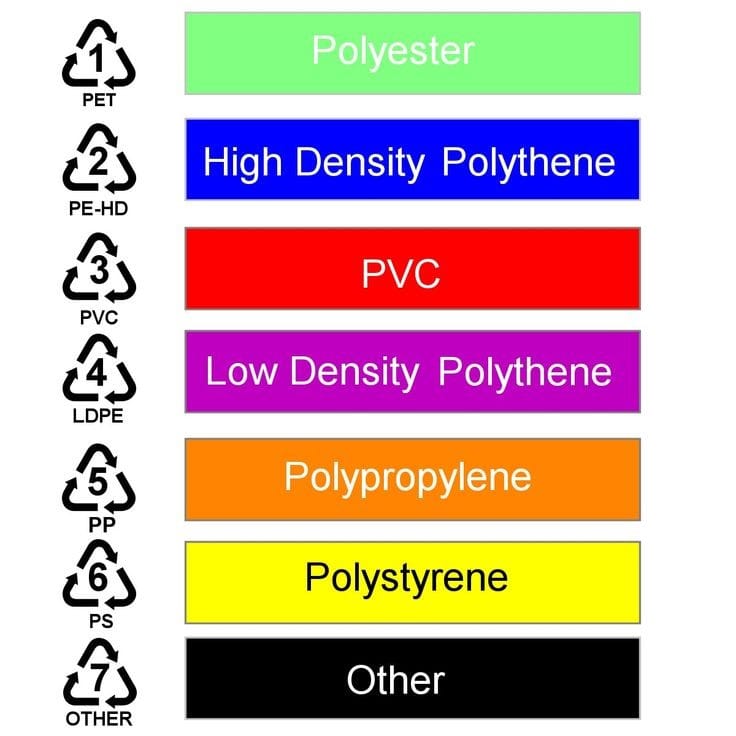 1
PET
Polyester
2
PE-HD
High Density Polythene
3
PVC
PVC
4
LDPE
Low Density Polythene
5
PP
Polypropylene
6
PS
Polystyrene
7
OTHER
Other